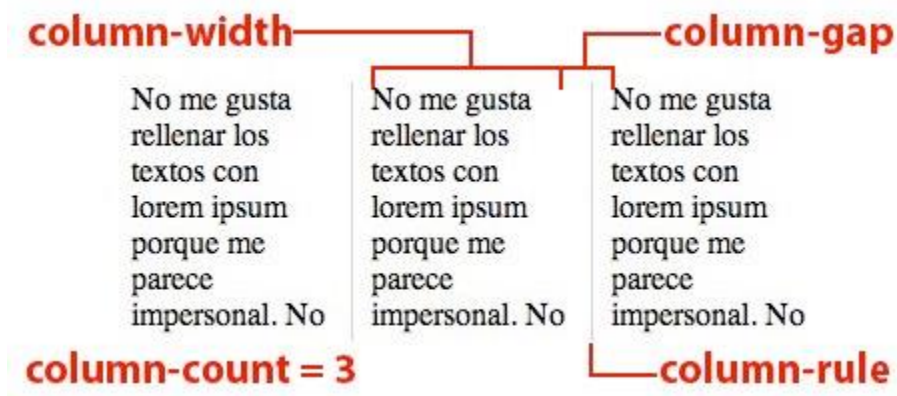 column-width
column-gap
No me gusta
rellenar los
textos con
lorem ipsum
porque me
parece
impersonal. No
No me gusta
rellenar los
textos con
lorem ipsum
porque me
parece
impersonal. No
No me gusta
rellenar los
textos con
lorem ipsum
porque me
parece
impersonal. No
column-count = 3
column-rule